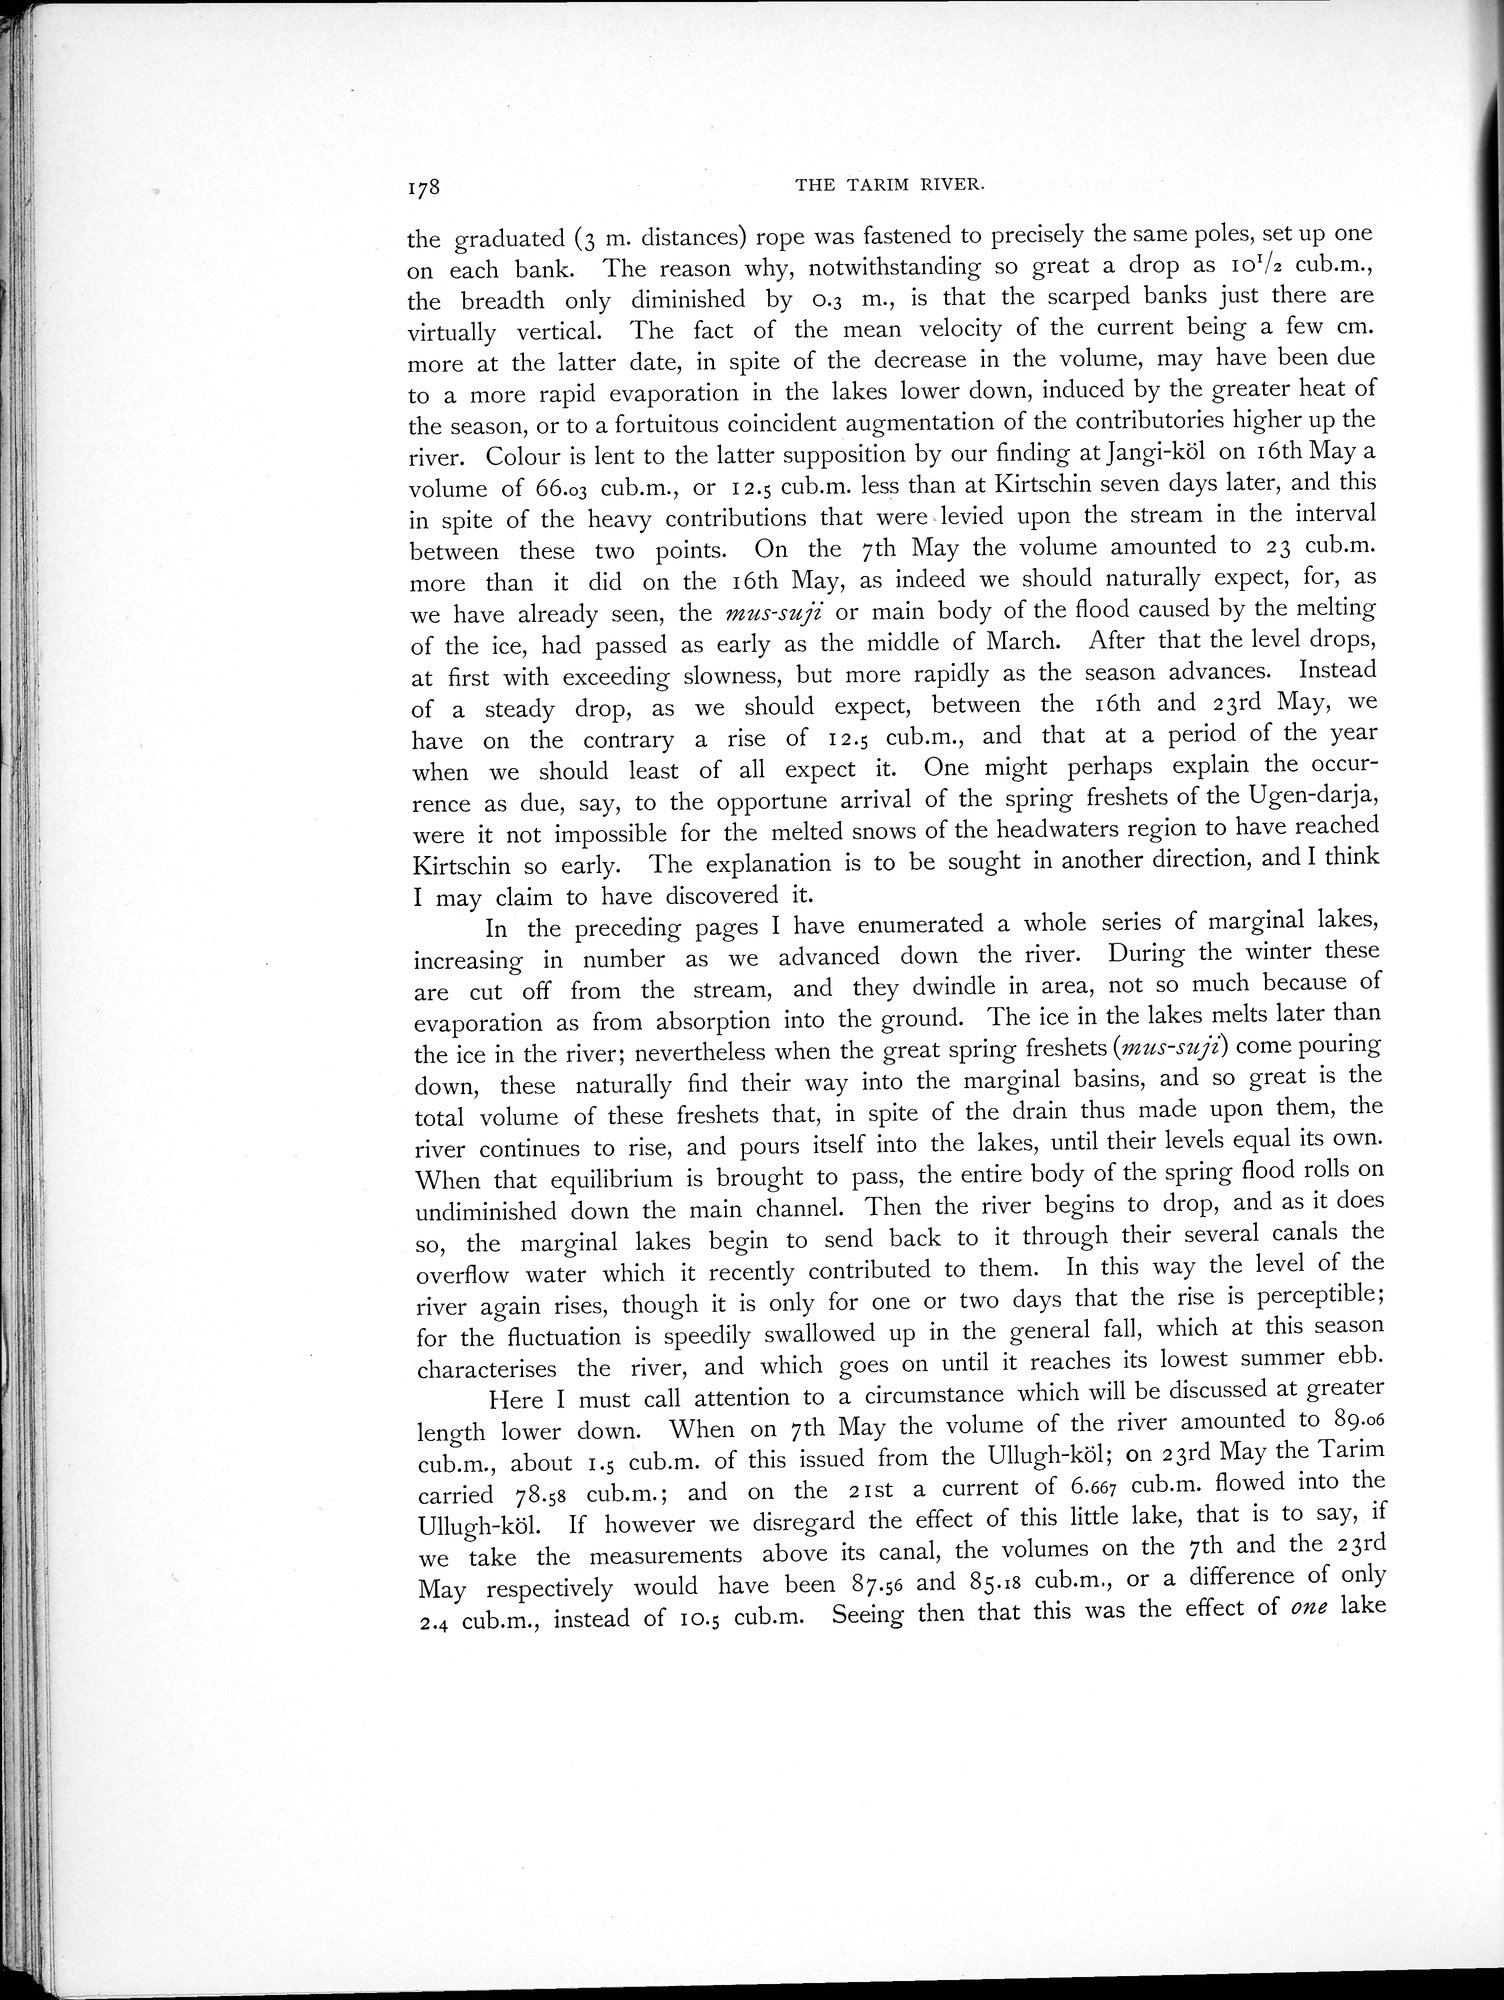 178
THE TARIM RIVER.
the graduated (3 m. distances) rope was fastened to precisely the same poles, set up one
on each bank. The reason why, notwithstanding so great a drop as 10¹/₂ cub.m.,
the breadth only diminished by 0.3 m., is that the scarped banks just there are
virtually vertical. The fact of the mean velocity of the current being a few cm.
more at the latter date, in spite of the decrease in the volume, may have been due
to a more rapid evaporation in the lakes lower down, induced by the greater heat of
the season, or to a fortuitous coincident augmentation of the contributories higher up the
river. Colour is lent to the latter supposition by our finding at Jangi-köl on 16th May a
volume of 66.03 cub.m., or 12.5 cub.m. less than at Kirtschin seven days later, and this
in spite of the heavy contributions that were levied upon the stream in the interval
between these two points. On the 7th May the volume amounted to 23 cub.m.
more than it did on the 16th May, as indeed we should naturally expect, for, as
we have already seen, the mus-suji or main body of the flood caused by the melting
of the ice, had passed as early as the middle of March. After that the level drops,
at first with exceeding slowness, but more rapidly as the season advances. Instead
of a steady drop, as we should expect, between the 16th and 23rd May, we
have on the contrary a rise of 12.5 cub.m., and that at a period of the year
when we should least of all expect it. One might perhaps explain the occur-
rence as due, say, to the opportune arrival of the spring freshets of the Ugen-darja,
were it not impossible for the melted snows of the headwaters region to have reached
Kirtschin so early. The explanation is to be sought in another direction, and I think
I may claim to have discovered it.
In the preceding pages I have enumerated a whole series of marginal lakes,
increasing in number as we advanced down the river. During the winter these
are cut off from the stream, and they dwindle in area, not so much because of
evaporation as from absorption into the ground. The ice in the lakes melts later than
the ice in the river; nevertheless when the great spring freshets (mus-suji) come pouring
down, these naturally find their way into the marginal basins, and so great is the
total volume of these freshets that, in spite of the drain thus made upon them, the
river continues to rise, and pours itself into the lakes, until their levels equal its own.
When that equilibrium is brought to pass, the entire body of the spring flood rolls on
undiminished down the main channel. Then the river begins to drop, and as it does
so, the marginal lakes begin to send back to it through their several canals the
overflow water which it recently contributed to them. In this way the level of the
river again rises, though it is only for one or two days that the rise is perceptible;
for the fluctuation is speedily swallowed up in the general fall, which at this season
characterises the river, and which goes on until it reaches its lowest summer ebb.
Here I must call attention to a circumstance which will be discussed at greater
length lower down. When on 7th May the volume of the river amounted to 89.06
cub.m., about 1.5 cub.m. of this issued from the Ullugh-köl; on 23rd May the Tarim
carried 78.58 cub.m.; and on the 21st a current of 6.667 cub.m. flowed into the
Ullugh-köl. If however we disregard the effect of this little lake, that is to say, if
we take the measurements above its canal, the volumes on the 7th and the 23rd
May respectively would have been 87.56 and 85.18 cub.m., or a difference of only
2.4 cub.m., instead of 10.5 cub.m. Seeing then that this was the effect of one lake